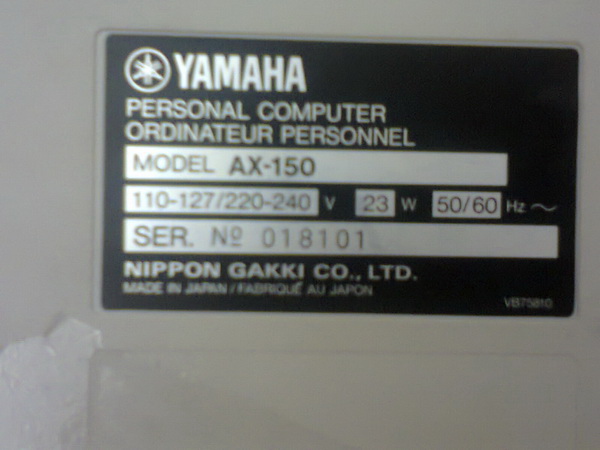 YAMAHA
PERSONAL COMPUTER
ORDINATEUR PERSONNEL
MODEL AX-150
110-127/220-240 V 23 W 50/60 Hz ~
SER. Nº 018101
NIPPON GAKKI CO., LTD.
MADE IN JAPAN / FABRIQUÉ AU JAPON
VB75810